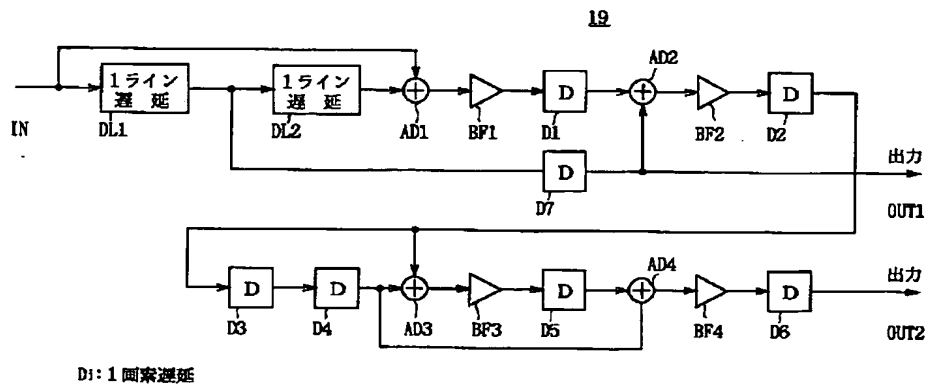 19
1ライン
遅延
1ライン
遅延
IN
DL1
DL2
AD1
BF1
D
D1
AD2
BF2
D
D2
D
D7
出力
OUT1
D
D3
D
D4
AD3
BF3
D
D5
AD4
BF4
D
D6
出力
OUT2
Di:1画素遅延